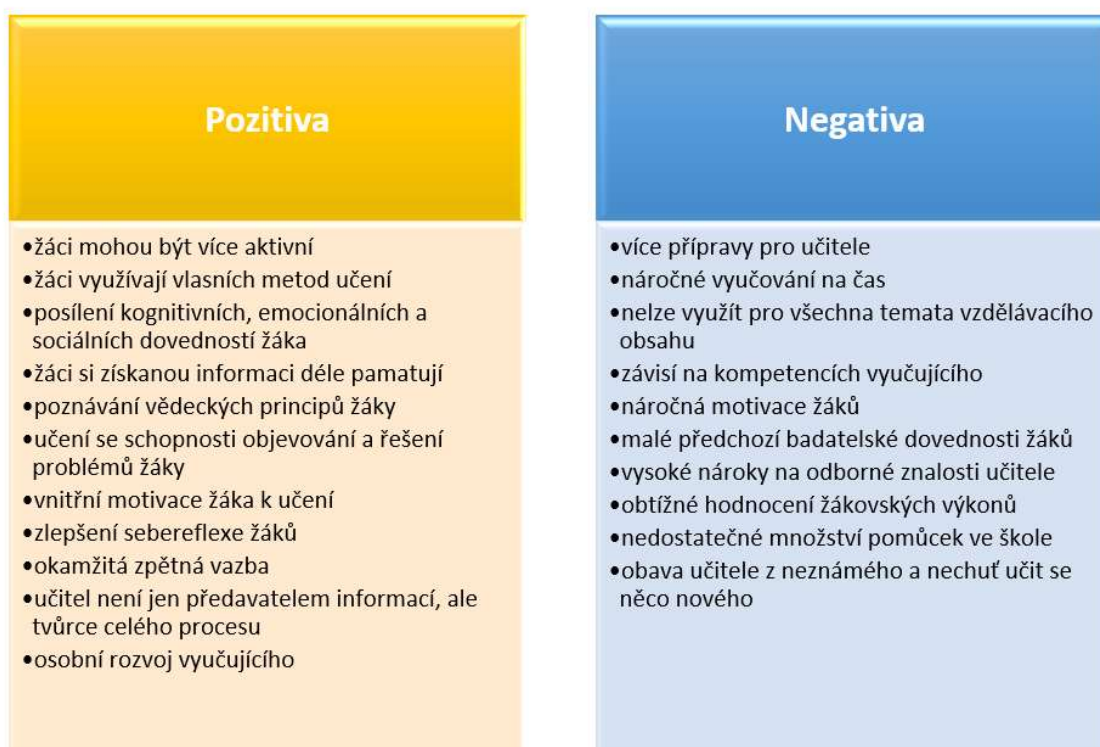 Pozitiva
•žáci mohou být více aktivní
•žáci využívají vlasních metod učení
•posílení kognitivních, emocionálních a
sociálních dovedností žáka
•žáci si získanou informaci déle pamatují
•poznávání vědeckých principů žáky
•učení se schopnosti objevování a řešení
problémů žáky
•vnitřní motivace žáka k učení
•zlepšení sebereflexe žáků
•okamžitá zpětná vazba
•učitel není jen předavatelem informací, ale
tvůrce celého procesu
•osobní rozvoj vyučujícího
Negativa
•více přípravy pro učitele
•náročné vyučování na čas
•nelze využít pro všechna temata vzdělávacího
obsahu
•závisí na kompetencích vyučujícího
•náročná motivace žáků
•malé předchozí badatelské dovednosti žáků
•vysoké nároky na odborné znalosti učitele
•obtížné hodnocení žákovských výkonů
•nedostatečné množství pomůcek ve škole
•obava učitele z neznámého a nechuť učit se
něco nového